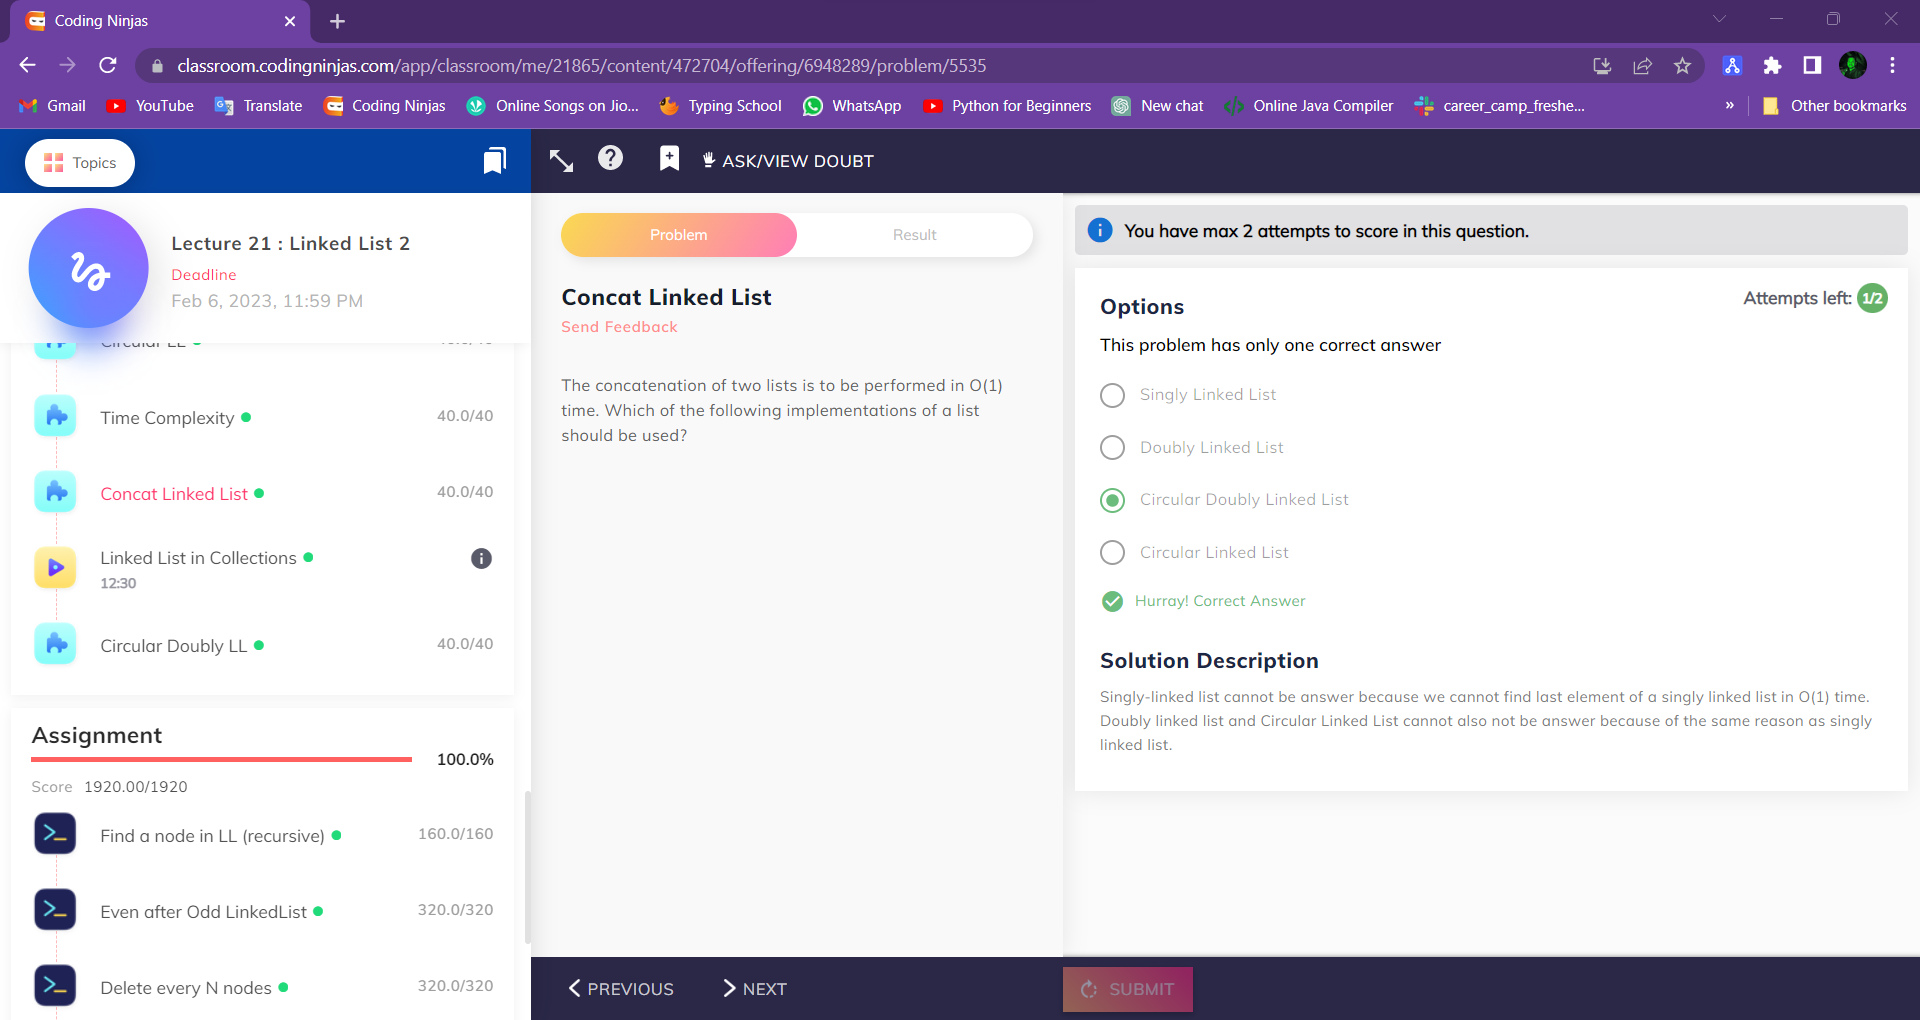 Coding Ninjas
classroom.codingninjas.com/app/classroom/me/21865/content/472704/offering/6948289/problem/5535
Gmail
YouTube
Translate
Coding Ninjas
Online Songs on Jio...
Typing School
WhatsApp
Python for Beginners
New chat
Online Java Compiler
career_camp_freshe...
»
Other bookmarks
Topics
ASK/VIEW DOUBT
Lecture 21 : Linked List 2
Deadline
Feb 6, 2023, 11:59 PM
Time Complexity
40.0/40
Concat Linked List
40.0/40
Linked List in Collections
12:30
Circular Doubly LL
40.0/40
Assignment
100.0%
Score 1920.00/1920
Find a node in LL (recursive)
160.0/160
Even after Odd LinkedList
320.0/320
Delete every N nodes
320.0/320
Problem
Result
Concat Linked List
Send Feedback
The concatenation of two lists is to be performed in O(1)
time. Which of the following implementations of a list
should be used?
You have max 2 attempts to score in this question.
Options
Attempts left: 1/2
This problem has only one correct answer
Singly Linked List
Doubly Linked List
Circular Doubly Linked List
Circular Linked List
Hurray! Correct Answer
Solution Description
Singly-linked list cannot be answer because we cannot find last element of a singly linked list in O(1) time.
Doubly linked list and Circular Linked List cannot also not be answer because of the same reason as singly
linked list.
PREVIOUS
NEXT
SUBMIT